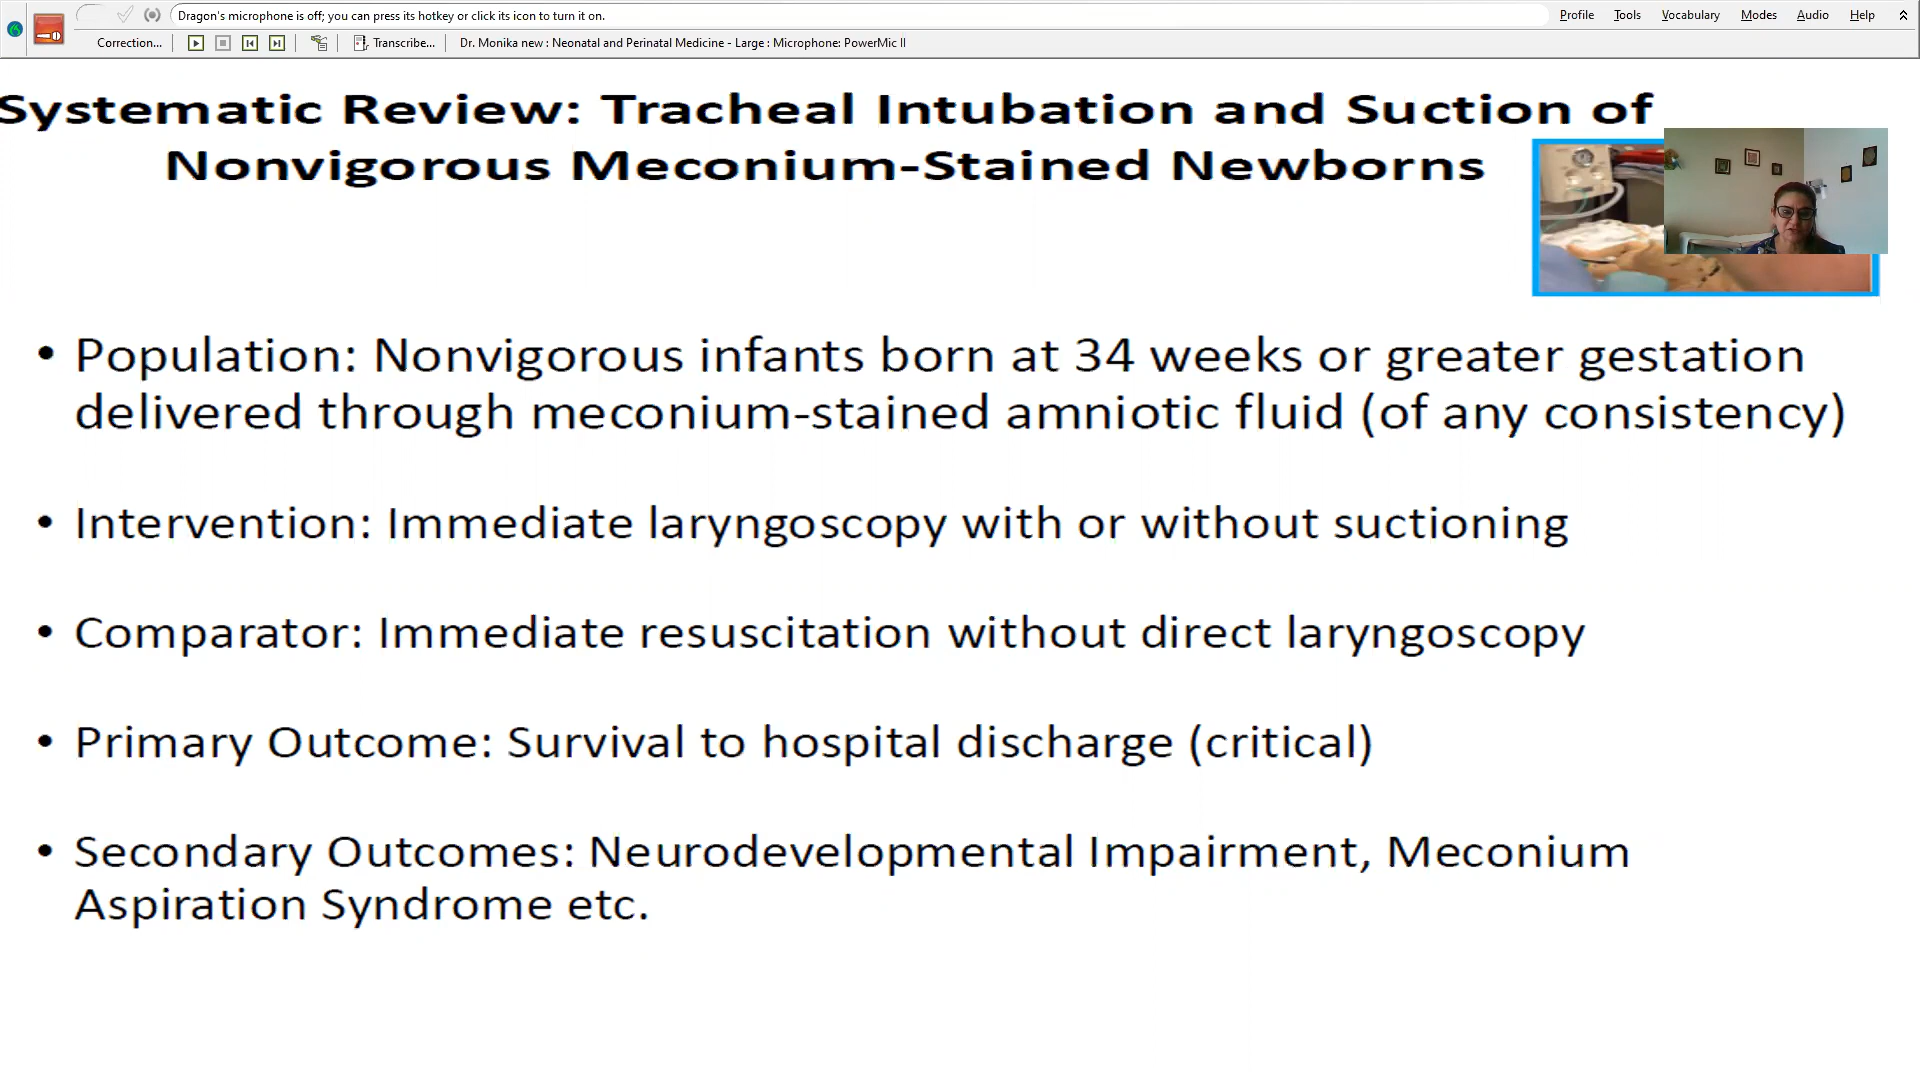 Dragon's microphone is off; you can press its hotkey or click its icon to turn it on.
Profile Tools Vocabulary Modes Audio Help
Correction... Transcribe... Dr. Monika new : Neonatal and Perinatal Medicine - Large : Microphone: PowerMic II
Systematic Review: Tracheal Intubation and Suction of
Nonvigorous Meconium-Stained Newborns
• Population: Nonvigorous infants born at 34 weeks or greater gestation
delivered through meconium-stained amniotic fluid (of any consistency)
• Intervention: Immediate laryngoscopy with or without suctioning
• Comparator: Immediate resuscitation without direct laryngoscopy
• Primary Outcome: Survival to hospital discharge (critical)
• Secondary Outcomes: Neurodevelopmental Impairment, Meconium
Aspiration Syndrome etc.